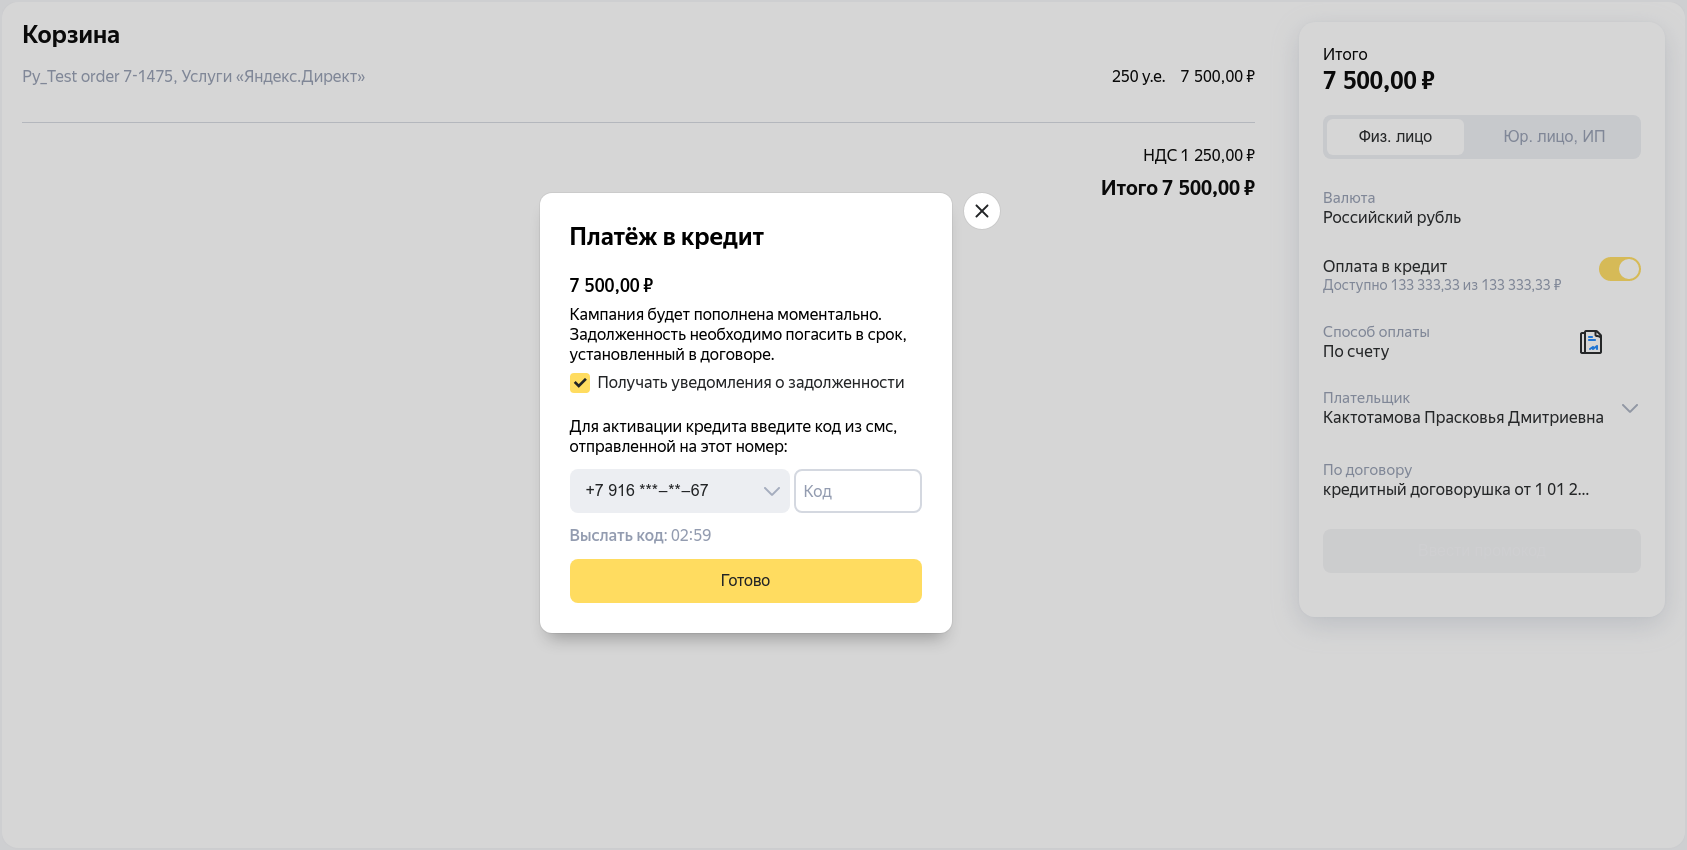 Корзина
Py_Test order 7-1475, Услуги «Яндекс.Директ»
250 у.е. 7 500,00 ₽
НДС 1 250,00 ₽
Итого 7 500,00 ₽
Платёж в кредит
7 500,00 ₽
Кампания будет пополнена моментально.
Задолженность необходимо погасить в срок,
установленный в договоре.
Получать уведомления о задолженности
Для активации кредита введите код из смс,
отправленной на этот номер:
+7 916 ***–**–67
Код
Выслать код: 02:59
Готово
Итого
7 500,00 ₽
Физ. лицо
Юр. лицо, ИП
Валюта
Российский рубль
Оплата в кредит
Доступно 133 333,33 из 133 333,33 ₽
Способ оплаты
По счету
Плательщик
Кактотамова Прасковья Дмитриевна
По договору
кредитный договорушка от 1 01 2...